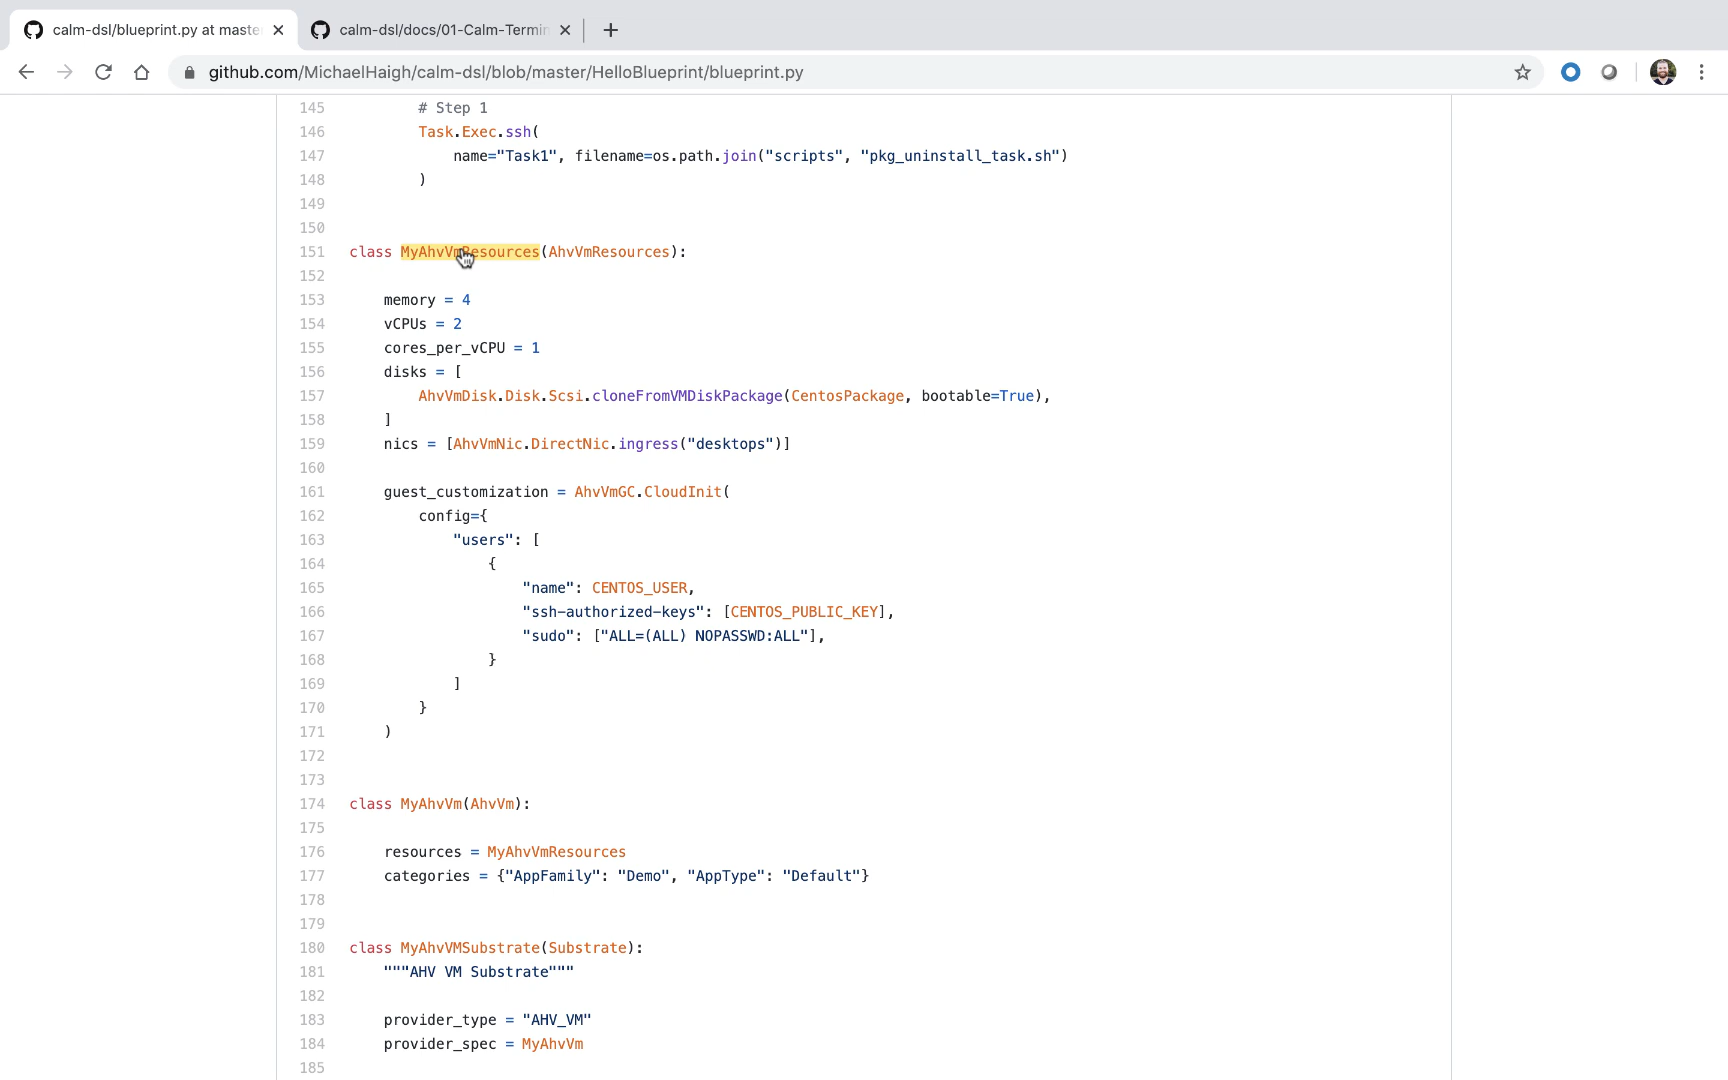 calm-dsl/blueprint.py at maste
calm-dsl/docs/01-Calm-Termin
github.com/MichaelHaigh/calm-dsl/blob/master/HelloBlueprint/blueprint.py
145 # Step 1
146 Task.Exec.ssh(
147 name="Task1", filename=os.path.join("scripts", "pkg_uninstall_task.sh")
148 )
149
150
151 class MyAhvVmResources(AhvVmResources):
152
153 memory = 4
154 vCPUs = 2
155 cores_per_vCPU = 1
156 disks = [
157 AhvVmDisk.Disk.Scsi.cloneFromVMDiskPackage(CentosPackage, bootable=True),
158 ]
159 nics = [AhvVmNic.DirectNic.ingress("desktops")]
160
161 guest_customization = AhvVmGC.CloudInit(
162 config={
163 "users": [
164 {
165 "name": CENTOS_USER,
166 "ssh-authorized-keys": [CENTOS_PUBLIC_KEY],
167 "sudo": ["ALL=(ALL) NOPASSWD:ALL"],
168 }
169 ]
170 }
171 )
172
173
174 class MyAhvVm(AhvVm):
175
176 resources = MyAhvVmResources
177 categories = {"AppFamily": "Demo", "AppType": "Default"}
178
179
180 class MyAhvVMSubstrate(Substrate):
181 """AHV VM Substrate"""
182
183 provider_type = "AHV_VM"
184 provider_spec = MyAhvVm
185